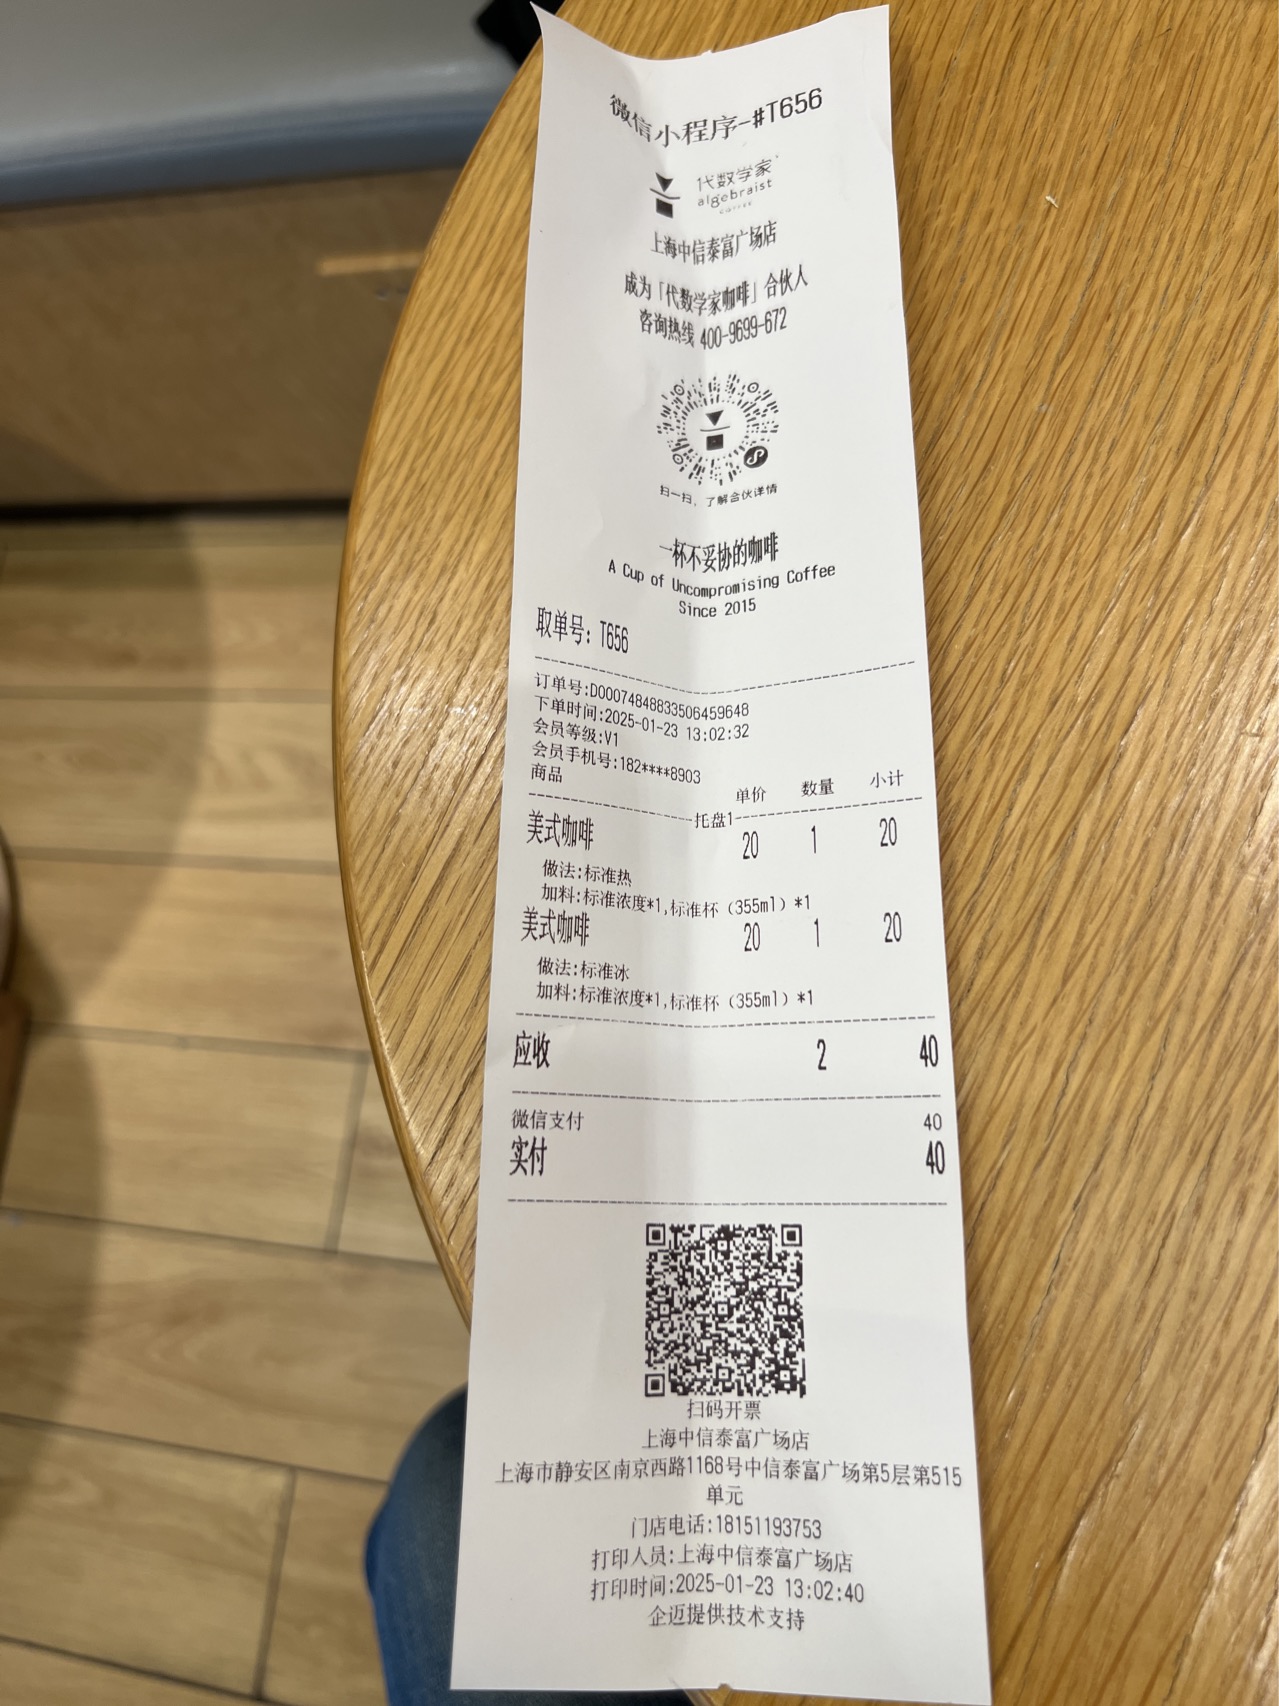 微信小程序-#T656
代数学家
algebraist
COFFEE
上海中信泰富广场店
成为「代数学家咖啡」合伙人
咨询热线 400-9699-672
扫一扫，了解合伙详情
一杯不妥协的咖啡
A Cup of Uncompromising Coffee
Since 2015
取单号: T656
订单号:D00074848833506459648
下单时间:2025-01-23 13:02:32
会员等级:V1
会员手机号:182****8903
商品 单价 数量 小计
托盘1
美式咖啡 20 1 20
做法:标准热
加料:标准浓度*1,标准杯（355ml）*1
美式咖啡 20 1 20
做法:标准冰
加料:标准浓度*1,标准杯（355ml）*1
应收 2 40
微信支付 40
实付 40
扫码开票
上海中信泰富广场店
上海市静安区南京西路1168号中信泰富广场第5层第515
单元
门店电话:18151193753
打印人员:上海中信泰富广场店
打印时间:2025-01-23 13:02:40
企迈提供技术支持